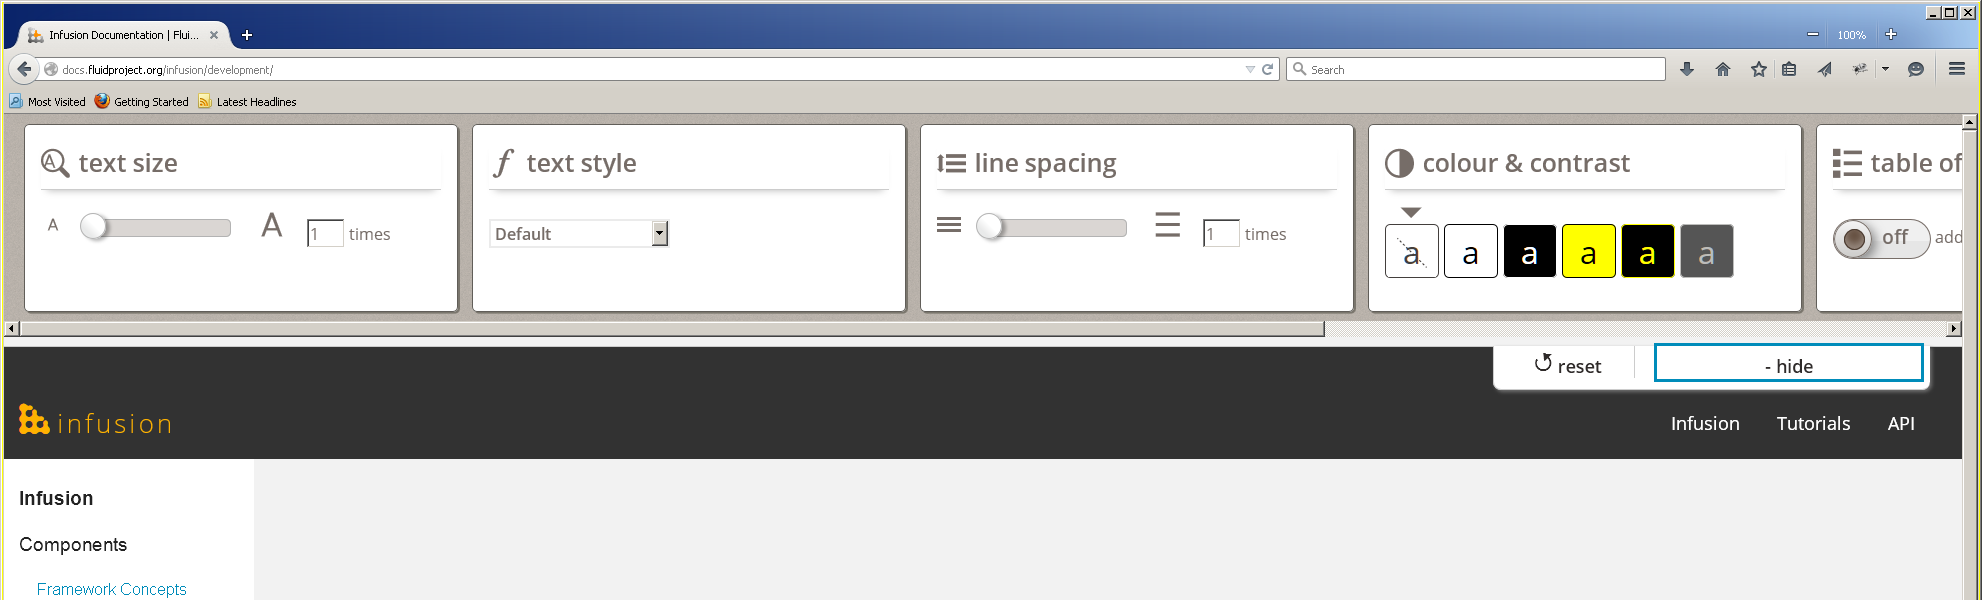 Infusion Documentation | Flui...
100%
docs.fluidproject.org/infusion/development/
Search
Most Visited
Getting Started
Latest Headlines
text size
text style
line spacing
colour & contrast
table of
A
A
1
times
Default
1
times
a
a
a
a
a
a
off
add
reset
- hide
infusion
Infusion
Tutorials
API
Infusion
Components
Framework Concepts